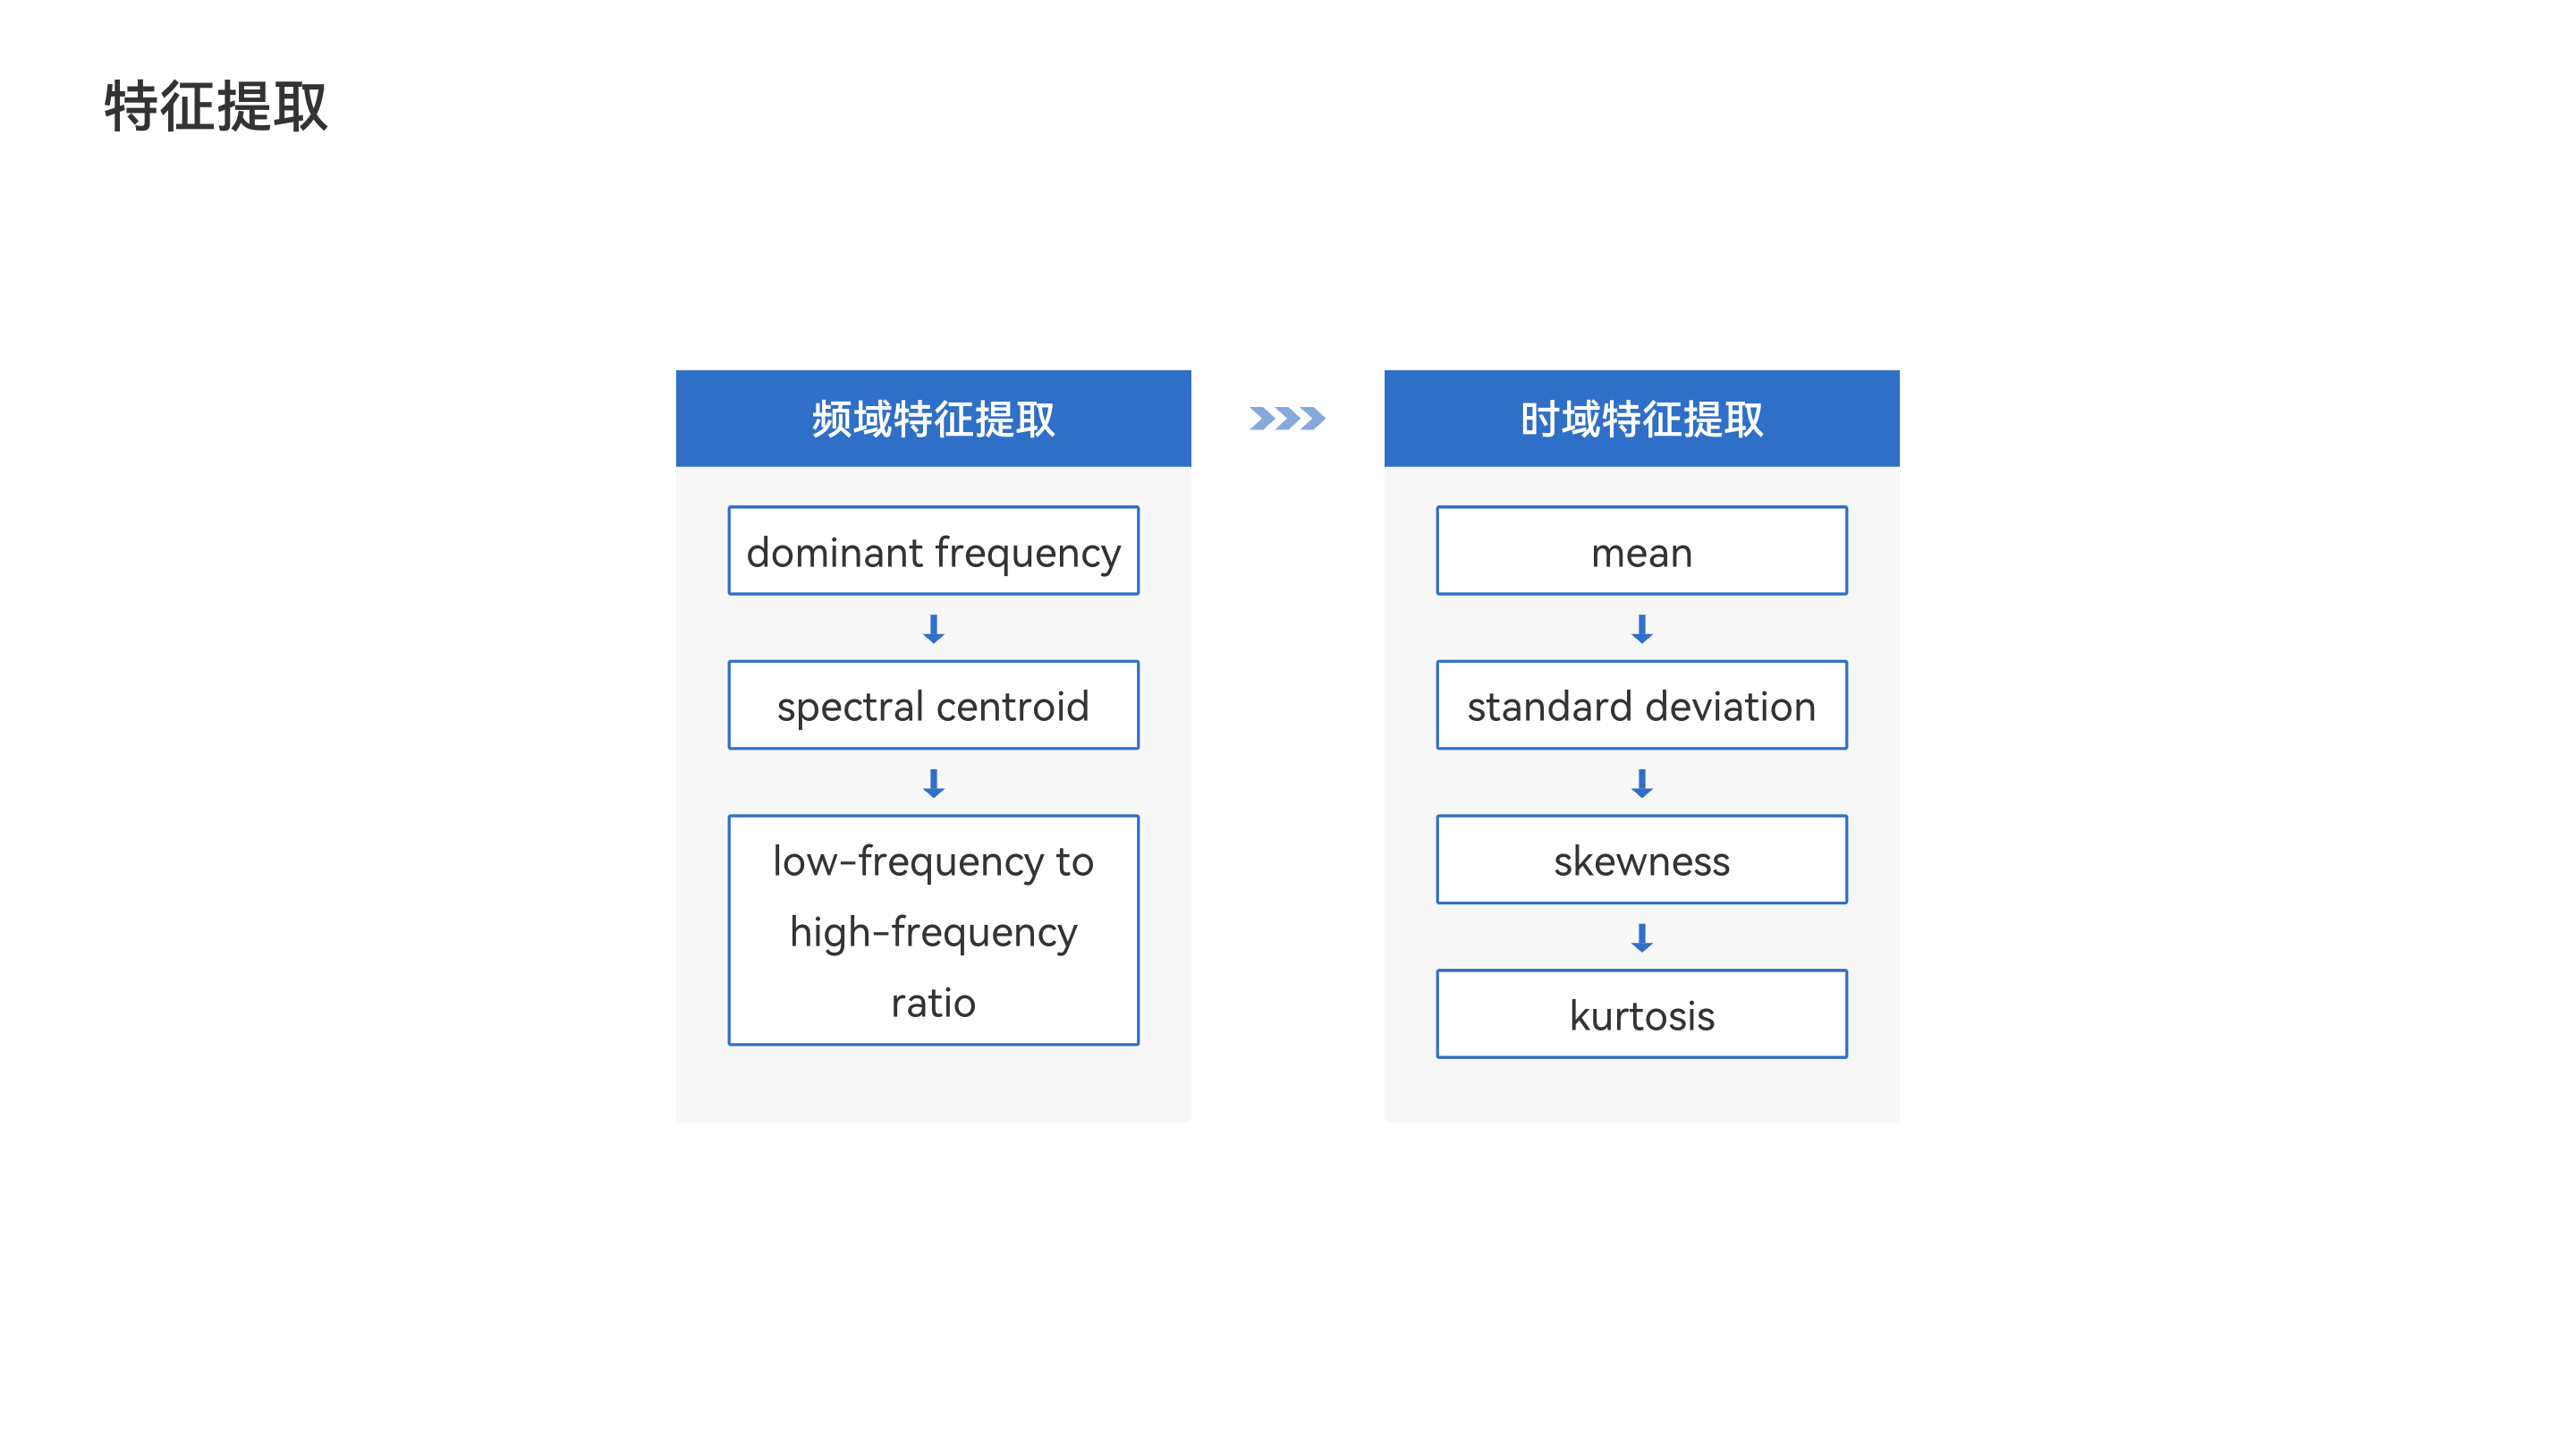 特征提取
频域特征提取
dominant frequency
spectral centroid
low-frequency to
high-frequency
ratio
时域特征提取
mean
standard deviation
skewness
kurtosis